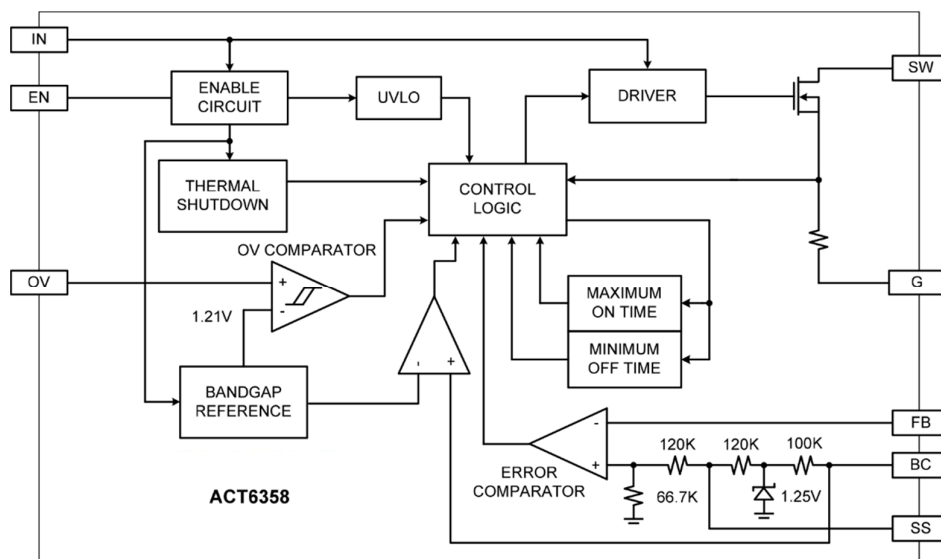 IN
SW
EN
ENABLE
CIRCUIT
UVLO
DRIVER
THERMAL
SHUTDOWN
CONTROL
LOGIC
OV COMPARATOR
OV
+
-
1.21V
G
MAXIMUM
ON TIME
MINIMUM
OFF TIME
- +
BANDGAP
REFERENCE
FB
-
120K 120K 100K
BC
+
ERROR
COMPARATOR
66.7K
1.25V
ACT6358
SS